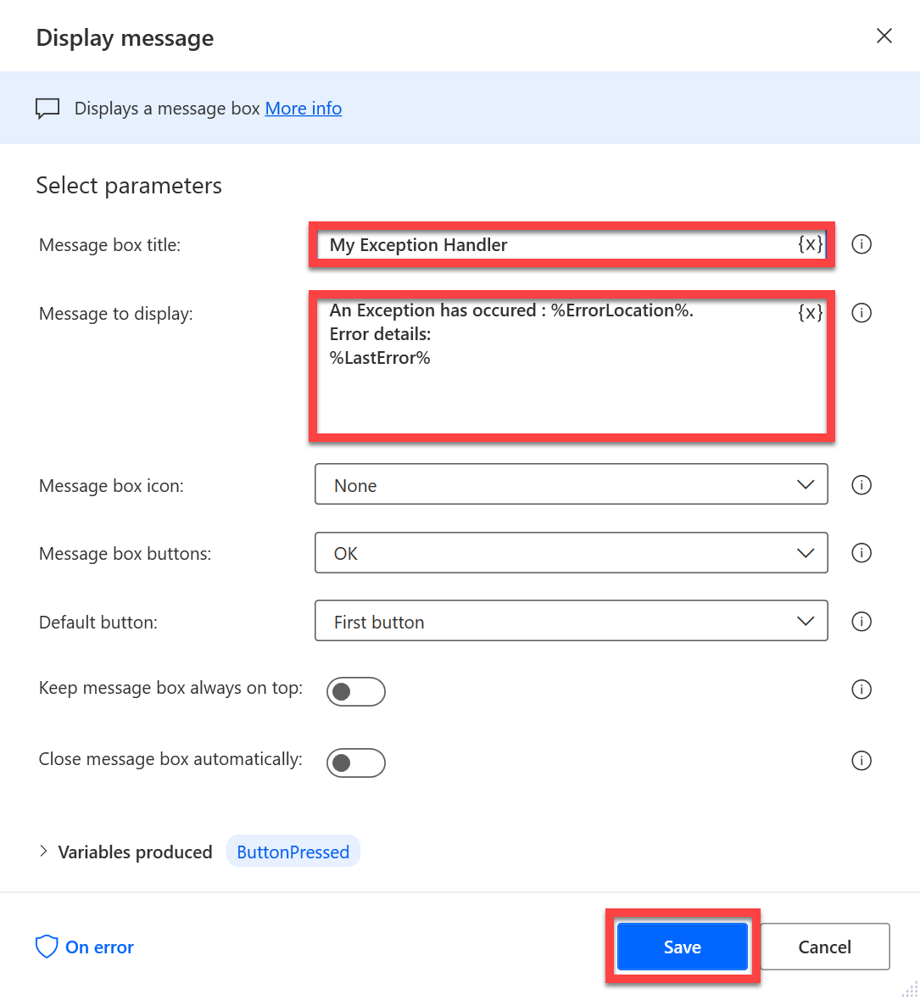 Display message
Displays a message box More info
Select parameters
Message box title:
My Exception Handler {x}
Message to display:
An Exception has occured : %ErrorLocation%. {x}
Error details:
%LastError%
Message box icon:
None
Message box buttons:
OK
Default button:
First button
Keep message box always on top:
Close message box automatically:
Variables produced ButtonPressed
On error
Save
Cancel